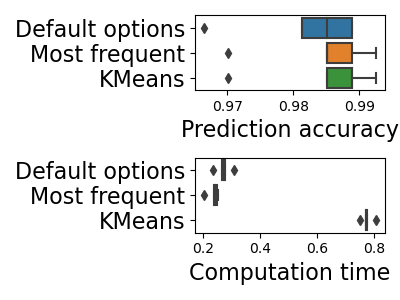 Default options
Most frequent
KMeans
0.97 0.98 0.99
Prediction accuracy
Default options
Most frequent
KMeans
0.2 0.4 0.6 0.8
Computation time